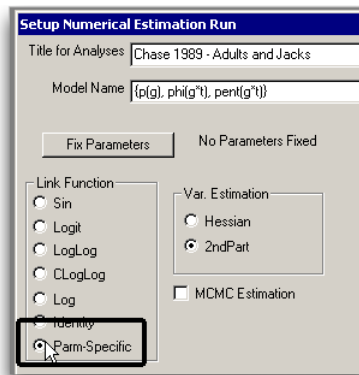 Setup Numerical Estimation Run
Title for Analyses Chase 1989 - Adults and Jacks
Model Name {p(g), phi(g*t), pent(g*t)}
Fix Parameters No Parameters Fixed
Link Function
Sin
Logit
LogLog
CLogLog
Log
Identity
Parm-Specific
Var. Estimation
Hessian
2ndPart
MCMC Estimation